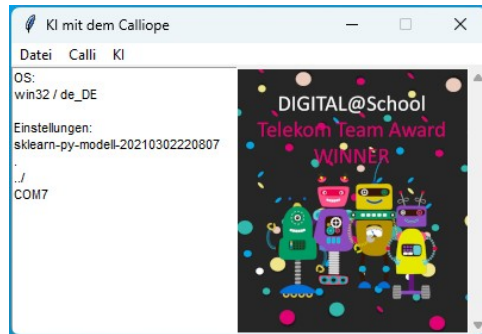 KI mit dem Calliope
Datei Calli KI
OS:
win32 / de_DE
Einstellungen:
sklearn-py-modell-20210302220807
.
../
COM7
DIGITAL@School
Telekom Team Award
WINNER